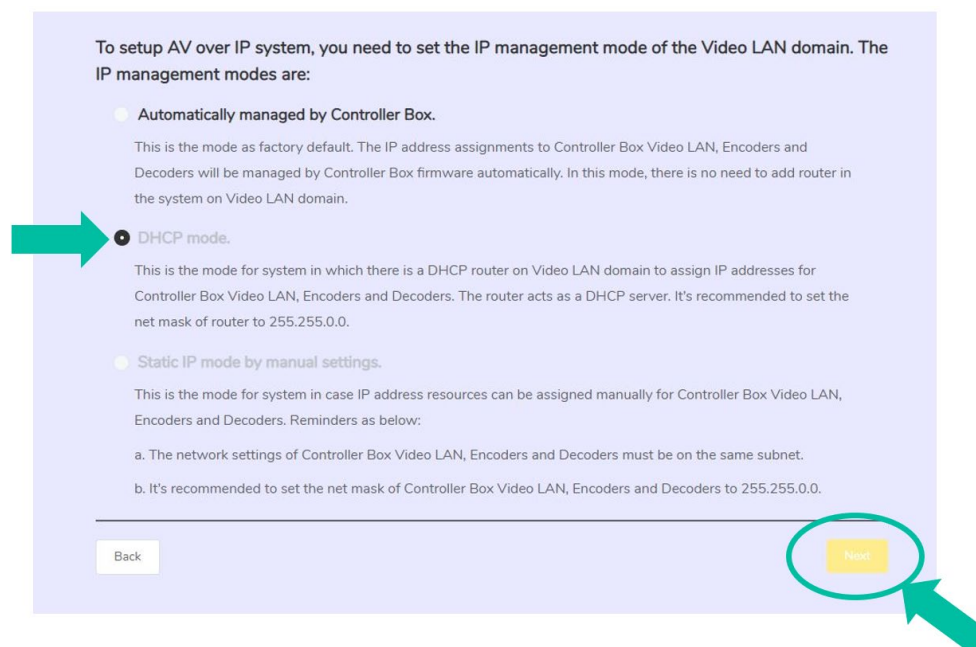 To setup AV over IP system, you need to set the IP management mode of the Video LAN domain. The
IP management modes are:
Automatically managed by Controller Box.
This is the mode as factory default. The IP address assignments to Controller Box Video LAN, Encoders and
Decoders will be managed by Controller Box firmware automatically. In this mode, there is no need to add router in
the system on Video LAN domain.
DHCP mode.
This is the mode for system in which there is a DHCP router on Video LAN domain to assign IP addresses for
Controller Box Video LAN, Encoders and Decoders. The router acts as a DHCP server. It's recommended to set the
net mask of router to 255.255.0.0.
Static IP mode by manual settings.
This is the mode for system in case IP address resources can be assigned manually for Controller Box Video LAN,
Encoders and Decoders. Reminders as below:
a. The network settings of Controller Box Video LAN, Encoders and Decoders must be on the same subnet.
b. It's recommended to set the net mask of Controller Box Video LAN, Encoders and Decoders to 255.255.0.0.
Back
Next